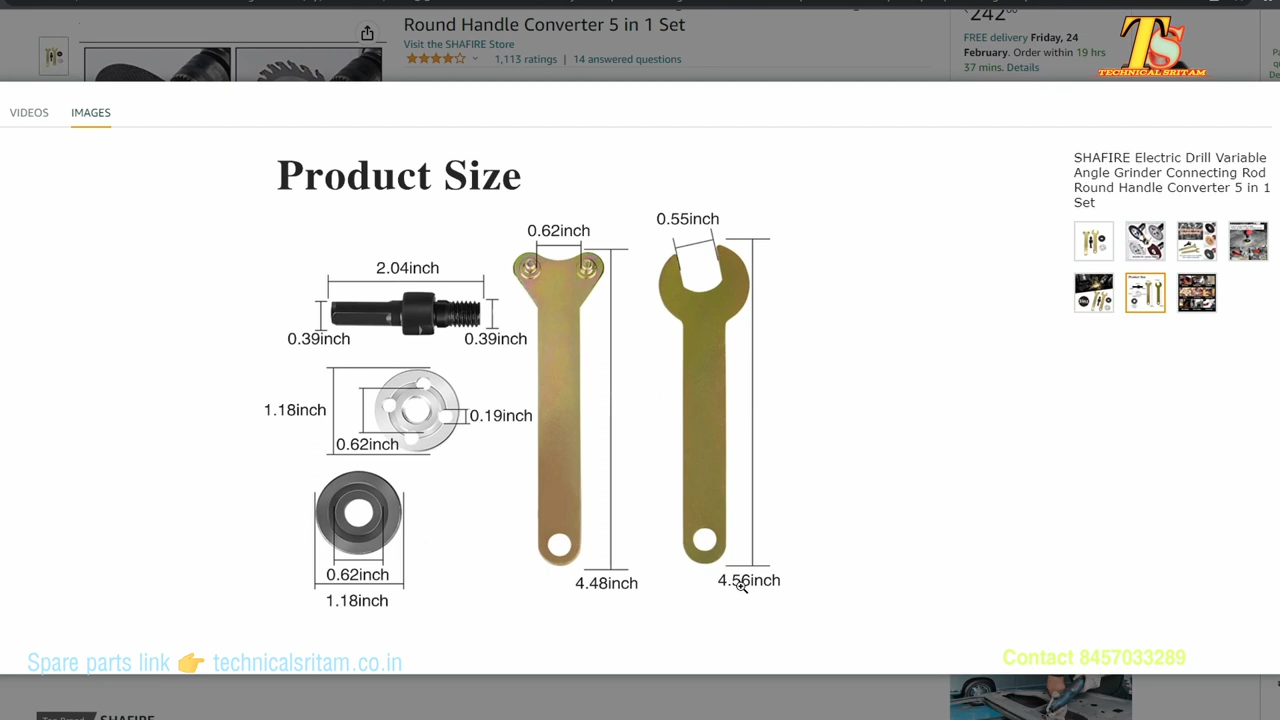 Round Handle Converter 5 in 1 Set
Visit the SHAFIRE Store
1,113 ratings | 14 answered questions
242
FREE delivery Friday, 24
February. Order within 19 hrs
37 mins. Details
TS
TECHNICAL SRITAM
VIDEOS
IMAGES
Product Size
2.04inch
0.39inch
0.39inch
1.18inch
0.62inch
0.19inch
0.62inch
1.18inch
0.62inch
4.48inch
0.55inch
4.56inch
SHAFIRE Electric Drill Variable
Angle Grinder Connecting Rod
Round Handle Converter 5 in 1
Set
Spare parts link 👉 technicalsritam.co.in
Contact 8457033289